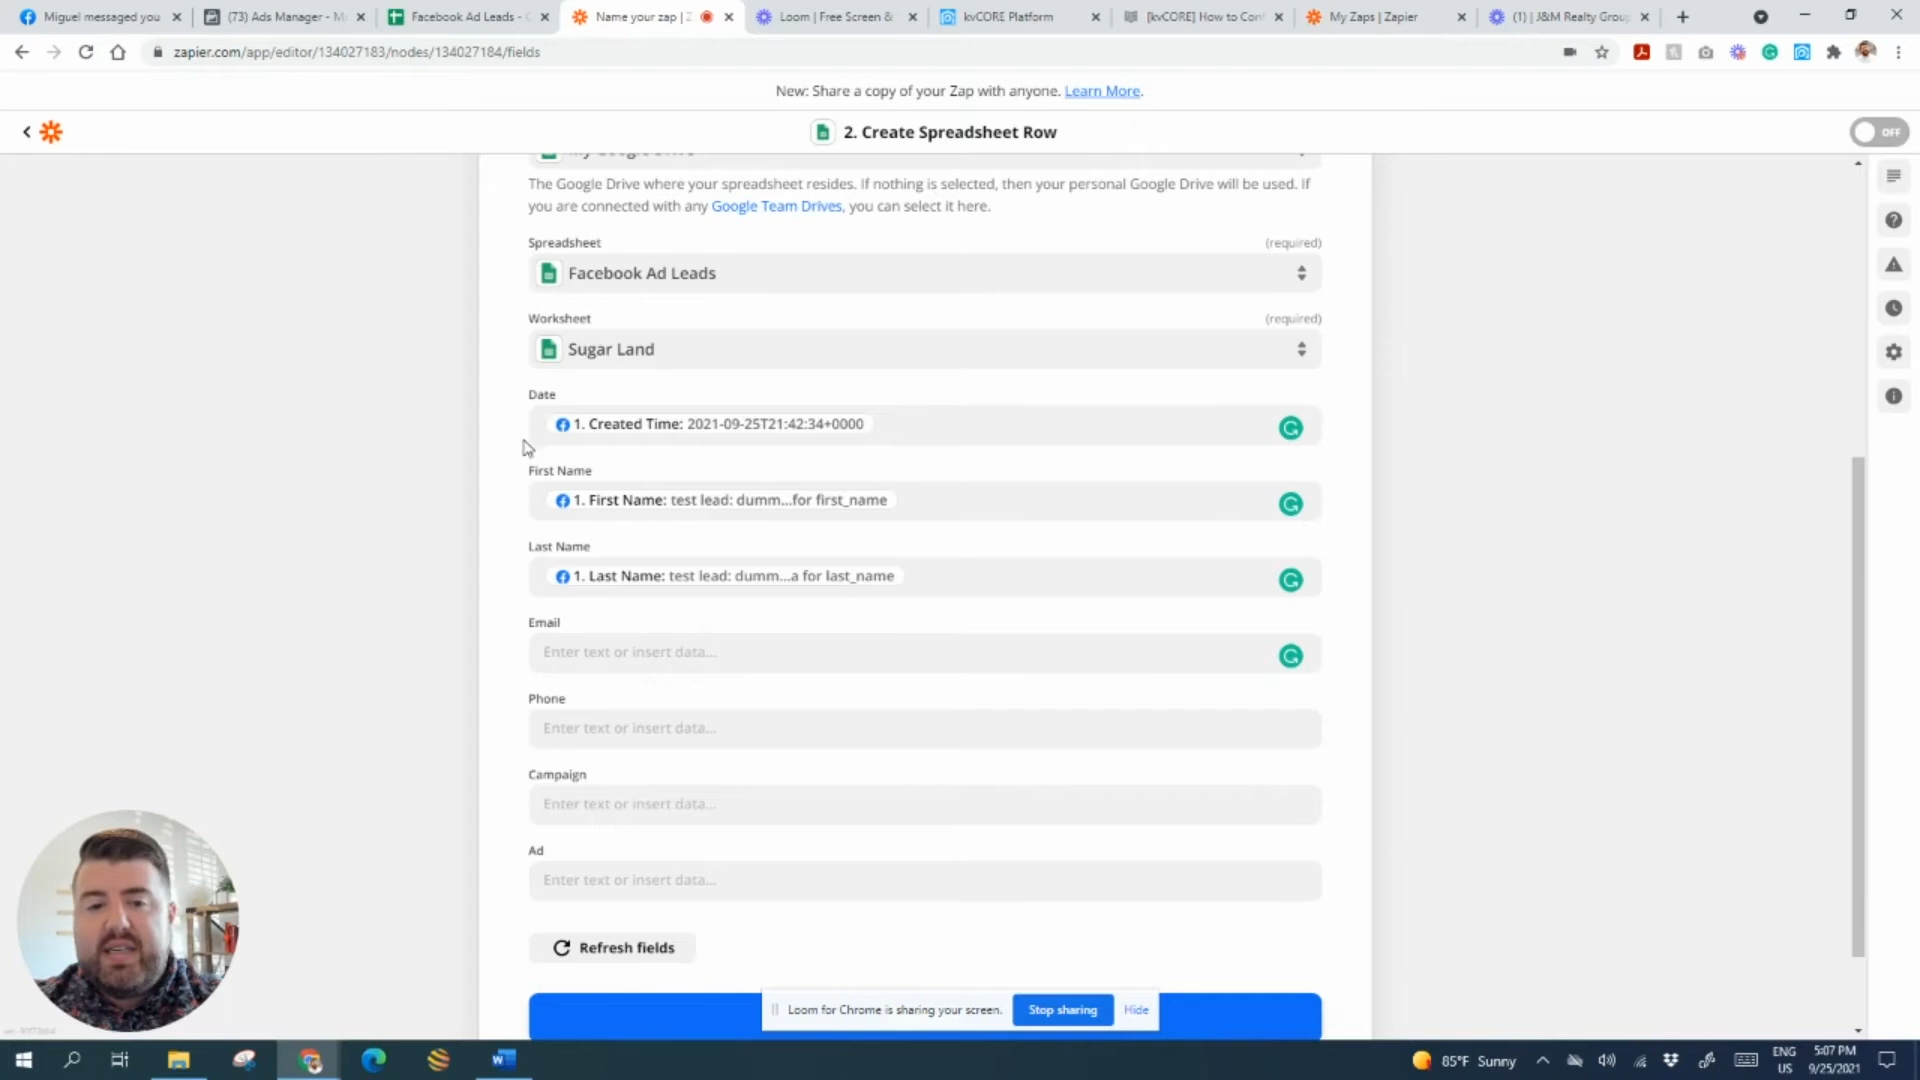 Miguel messaged you
(73) Ads Manager - M
Facebook Ad Leads - 
Name your zap | Z
Loom | Free Screen &
kvCORE Platform
[kvCORE] How to Con
My Zaps | Zapier
(1) | J&M Realty Group
zapier.com/app/editor/134027183/nodes/134027184/fields
New: Share a copy of your Zap with anyone. Learn More.
2. Create Spreadsheet Row
OFF
My Google Drive
The Google Drive where your spreadsheet resides. If nothing is selected, then your personal Google Drive will be used. If
you are connected with any Google Team Drives, you can select it here.
Spreadsheet
(required)
Facebook Ad Leads
Worksheet
(required)
Sugar Land
Date
1. Created Time: 2021-09-25T21:42:34+0000
First Name
1. First Name: test lead: dumm...for first_name
Last Name
1. Last Name: test lead: dumm...a for last_name
Email
Enter text or insert data...
Phone
Enter text or insert data...
Campaign
Enter text or insert data...
Ad
Enter text or insert data...
Refresh fields
Loom for Chrome is sharing your screen.
Stop sharing
Hide
85°F Sunny
ENG
US
5:07 PM
9/25/2021